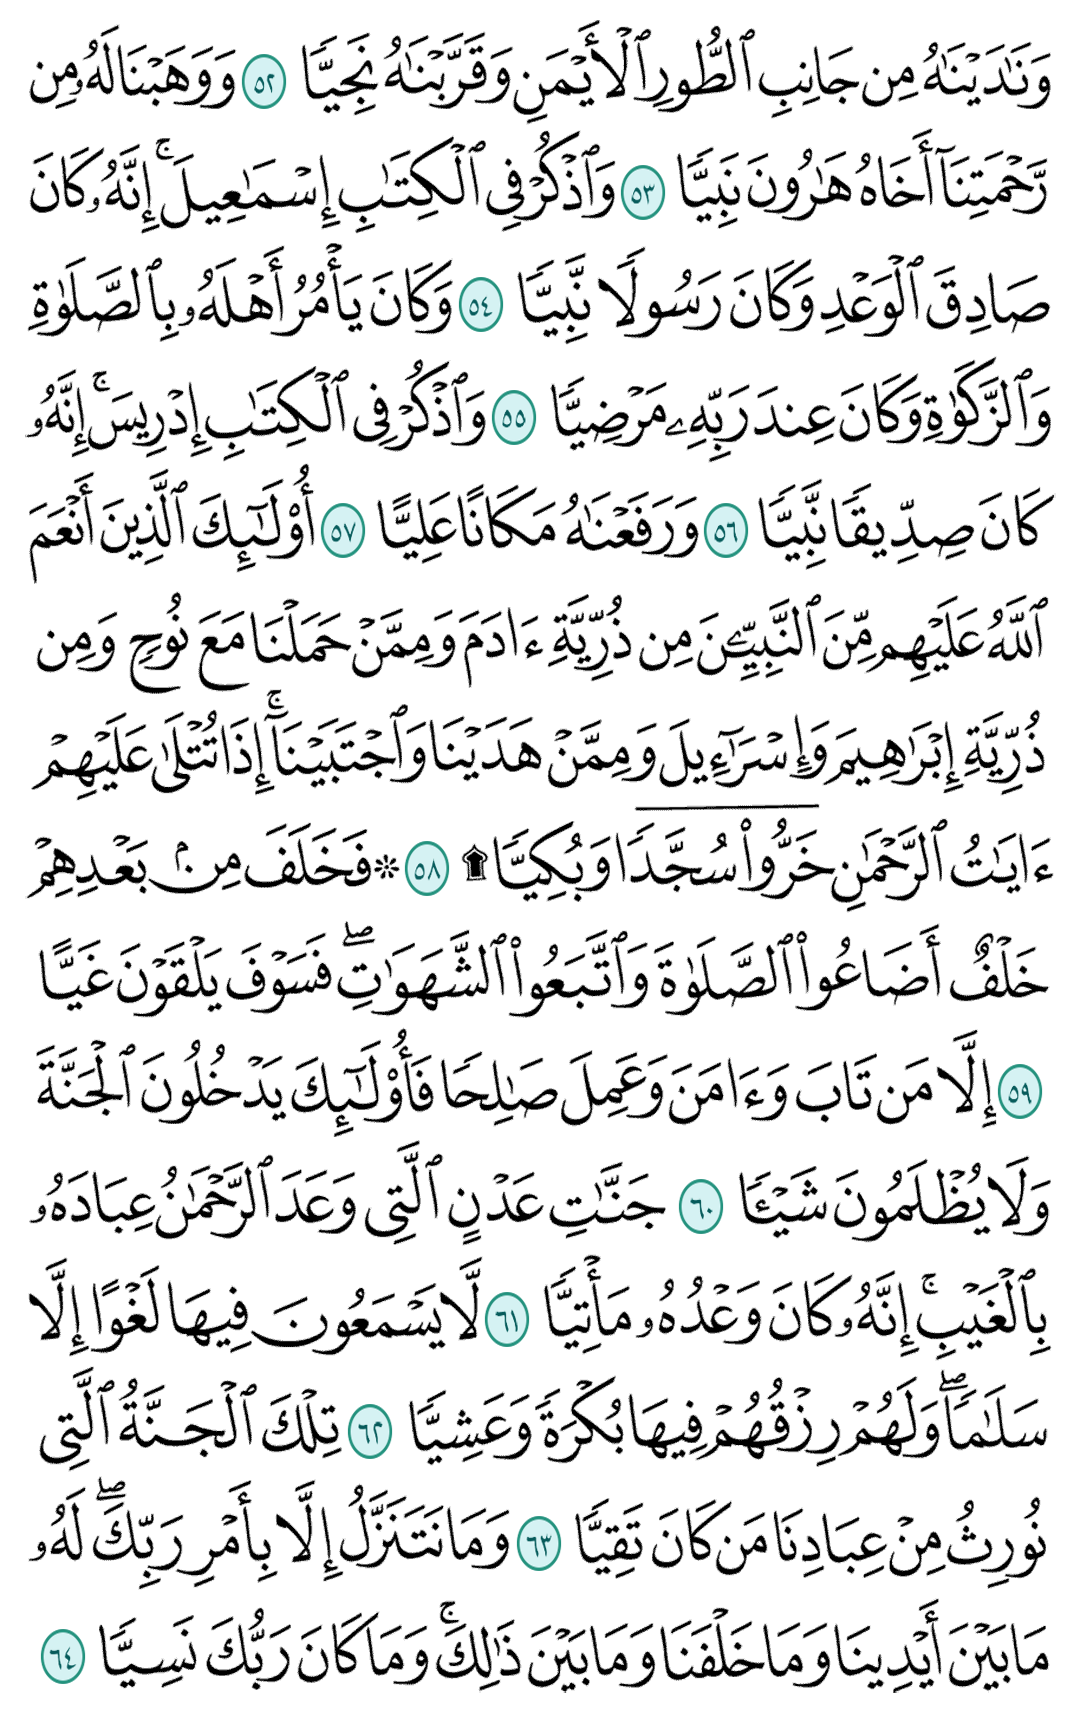 وَنَٰدَيۡنَٰهُ مِن جَانِبِ ٱلطُّورِ ٱلۡأَيۡمَنِ وَقَرَّبۡنَٰهُ نَجِيّٗا ٥٢ وَوَهَبۡنَا لَهُۥ مِن
رَّحۡمَتِنَآ أَخَاهُ هَٰرُونَ نَبِيّٗا ٥٣ وَٱذۡكُرۡ فِي ٱلۡكِتَٰبِ إِسۡمَٰعِيلَۚ إِنَّهُۥ كَانَ
صَادِقَ ٱلۡوَعۡدِ وَكَانَ رَسُولٗا نَّبِيّٗا ٥٤ وَكَانَ يَأۡمُرُ أَهۡلَهُۥ بِٱلصَّلَوٰةِ
وَٱلزَّكَوٰةِ وَكَانَ عِندَ رَبِّهِۦ مَرۡضِيّٗا ٥٥ وَٱذۡكُرۡ فِي ٱلۡكِتَٰبِ إِدۡرِيسَۚ إِنَّهُۥ
كَانَ صِدِّيقٗا نَّبِيّٗا ٥٦ وَرَفَعۡنَٰهُ مَكَانًا عَلِيًّا ٥٧ أُوْلَٰٓئِكَ ٱلَّذِينَ أَنۡعَمَ
ٱللَّهُ عَلَيۡهِم مِّنَ ٱلنَّبِيِّـۧنَ مِن ذُرِّيَّةِ ءَادَمَ وَمِمَّنۡ حَمَلۡنَا مَعَ نُوحٖ وَمِن
ذُرِّيَّةِ إِبۡرَٰهِيمَ وَإِسۡرَٰٓءِيلَ وَمِمَّنۡ هَدَيۡنَا وَٱجۡتَبَيۡنَآۚ إِذَا تُتۡلَىٰ عَلَيۡهِمۡ
ءَايَٰتُ ٱلرَّحۡمَٰنِ خَرُّواْۤ سُجَّدٗاۤ وَبُكِيّٗا ۩ ٥٨ ۞ فَخَلَفَ مِنۢ بَعۡدِهِمۡ
خَلۡفٌ أَضَاعُواْ ٱلصَّلَوٰةَ وَٱتَّبَعُواْ ٱلشَّهَوَٰتِۖ فَسَوۡفَ يَلۡقَوۡنَ غَيًّا
٥٩ إِلَّا مَن تَابَ وَءَامَنَ وَعَمِلَ صَٰلِحٗا فَأُوْلَٰٓئِكَ يَدۡخُلُونَ ٱلۡجَنَّةَ
وَلَا يُظۡلَمُونَ شَيۡـٔٗا ٦٠ جَنَّٰتِ عَدۡنٍ ٱلَّتِي وَعَدَ ٱلرَّحۡمَٰنُ عِبَادَهُۥ
بِٱلۡغَيۡبِۚ إِنَّهُۥ كَانَ وَعۡدُهُۥ مَأۡتِيّٗا ٦١ لَّا يَسۡمَعُونَ فِيهَا لَغۡوًا إِلَّا
سَلَٰمٗاۖ وَلَهُمۡ رِزۡقُهُمۡ فِيهَا بُكۡرَةٗ وَعَشِيّٗا ٦٢ تِلۡكَ ٱلۡجَنَّةُ ٱلَّتِي
نُورِثُ مِنۡ عِبَادِنَا مَن كَانَ تَقِيّٗا ٦٣ وَمَا نَتَنَزَّلُ إِلَّا بِأَمۡرِ رَبِّكَۖ لَهُۥ
مَا بَيۡنَ أَيۡدِينَا وَمَا خَلۡفَنَا وَمَا بَيۡنَ ذَٰلِكَۚ وَمَا كَانَ رَبُّكَ نَسِيّٗا ٦٤